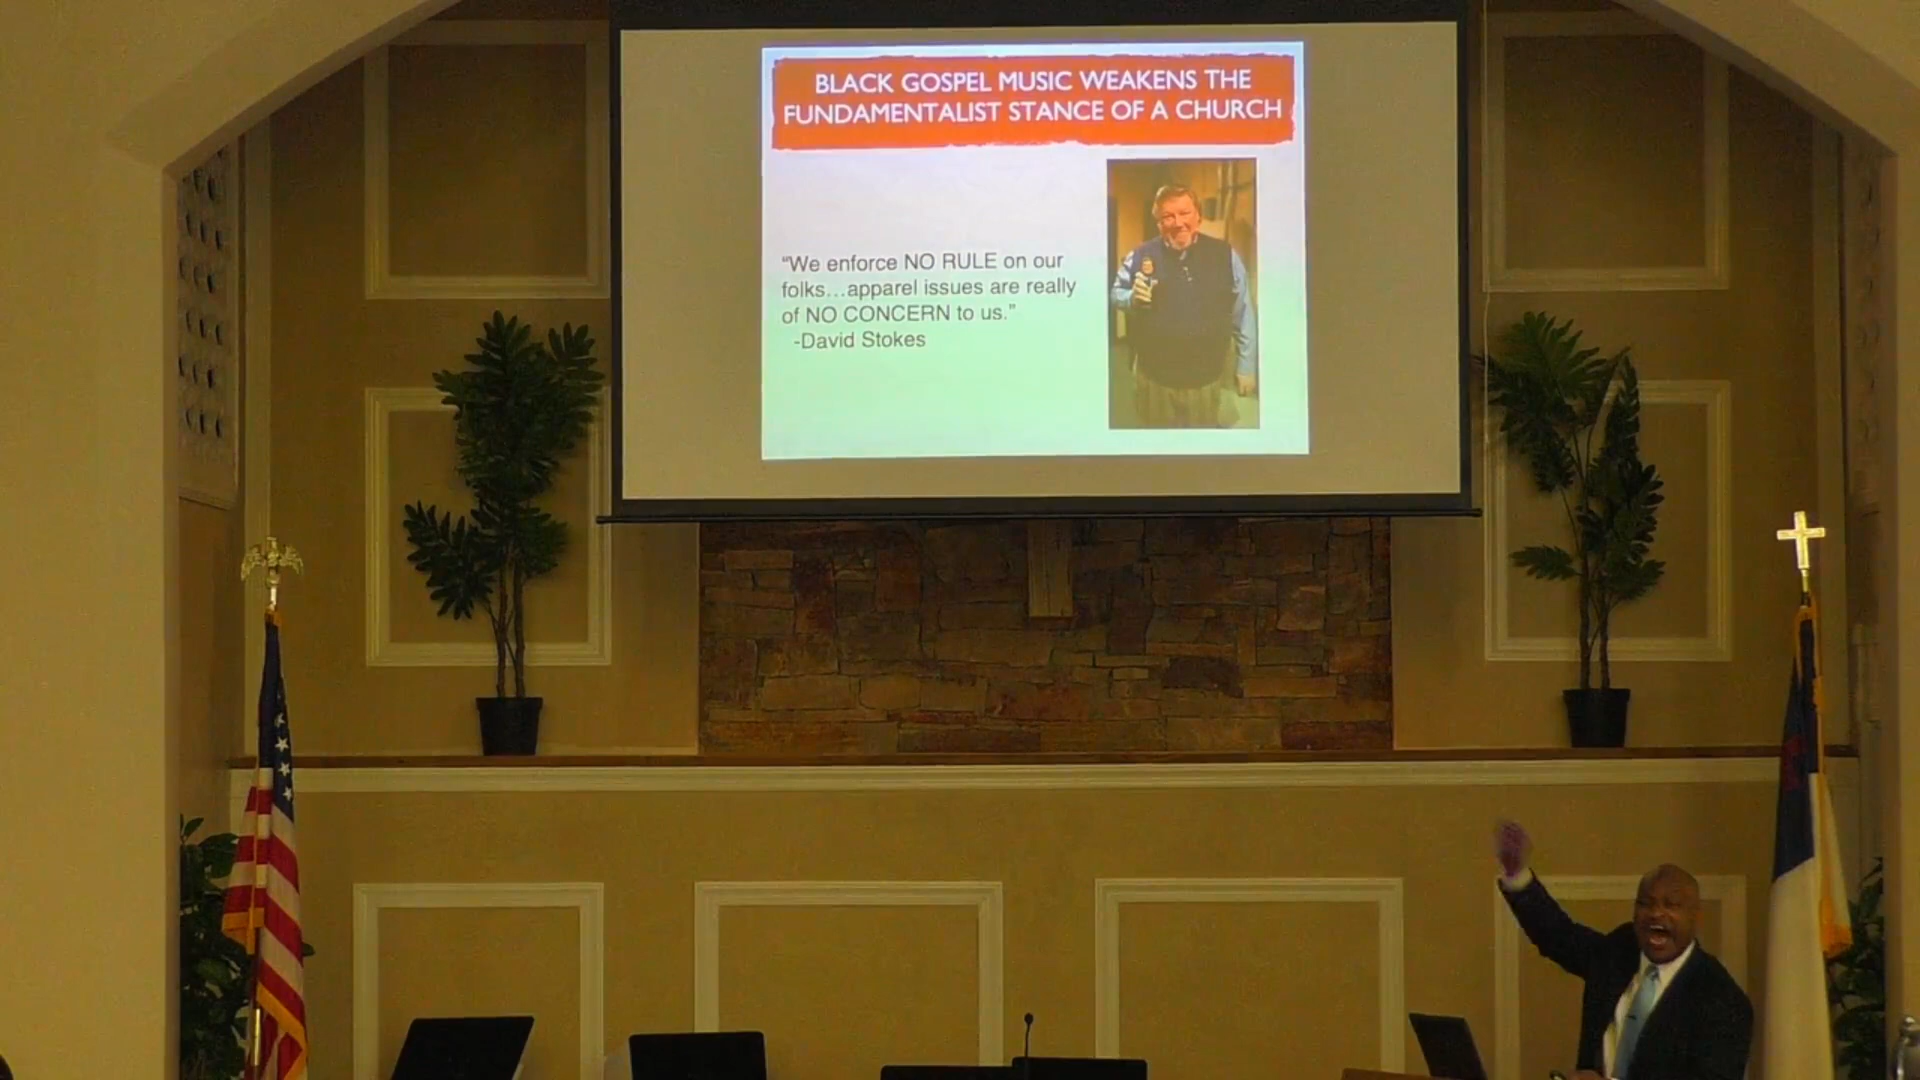 BLACK GOSPEL MUSIC WEAKENS THE
FUNDAMENTALIST STANCE OF A CHURCH
“We enforce NO RULE on our
folks…apparel issues are really
of NO CONCERN to us.”
-David Stokes